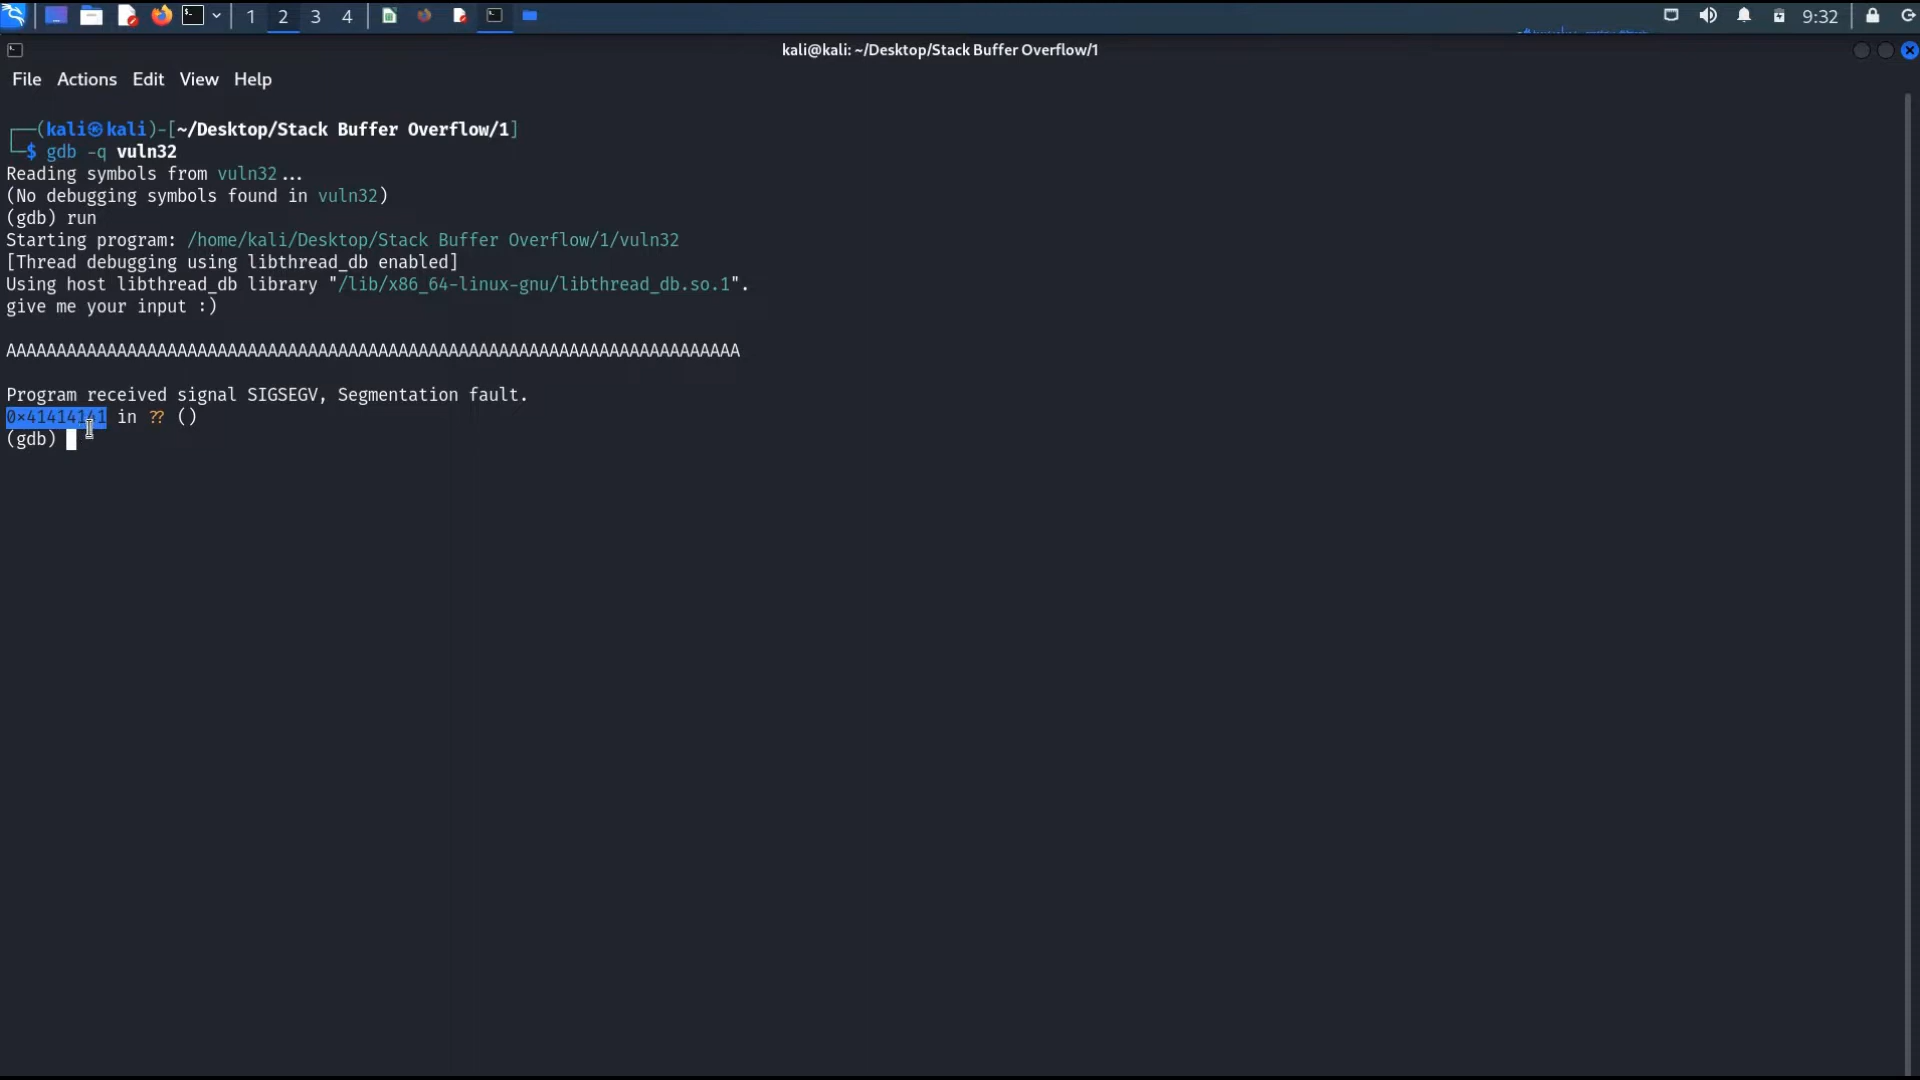 1 2 3 4 9:32
kali@kali: ~/Desktop/Stack Buffer Overflow/1
File Actions Edit View Help
┌──(kali㉿kali)-[~/Desktop/Stack Buffer Overflow/1]
└─$ gdb -q vuln32
Reading symbols from vuln32...
(No debugging symbols found in vuln32)
(gdb) run
Starting program: /home/kali/Desktop/Stack Buffer Overflow/1/vuln32
[Thread debugging using libthread_db enabled]
Using host libthread_db library "/lib/x86_64-linux-gnu/libthread_db.so.1".
give me your input :)
AAAAAAAAAAAAAAAAAAAAAAAAAAAAAAAAAAAAAAAAAAAAAAAAAAAAAAAAAAAAAAAAAAAAAAAAA
Program received signal SIGSEGV, Segmentation fault.
0×41414141 in ?? ()
(gdb)